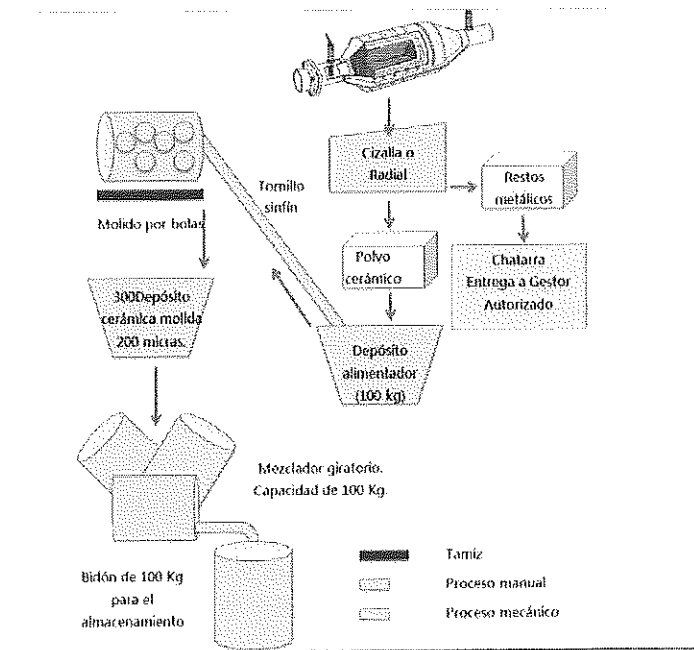 Cizalla o
Radial
Restos
metálicos
Tornillo
sinfín
Molido por bolas
Polvo
cerámico
Chatarra
Entrega a Gestor
Autorizado
300Depósito
cerámica molida
200 micras.
Depósito
alimentador
(100 kg)
Mezclador giratorio.
Capacidad de 100 Kg.
Bidón de 100 Kg
para el
almacenamiento
Tamiz
Proceso manual
Proceso mecánico